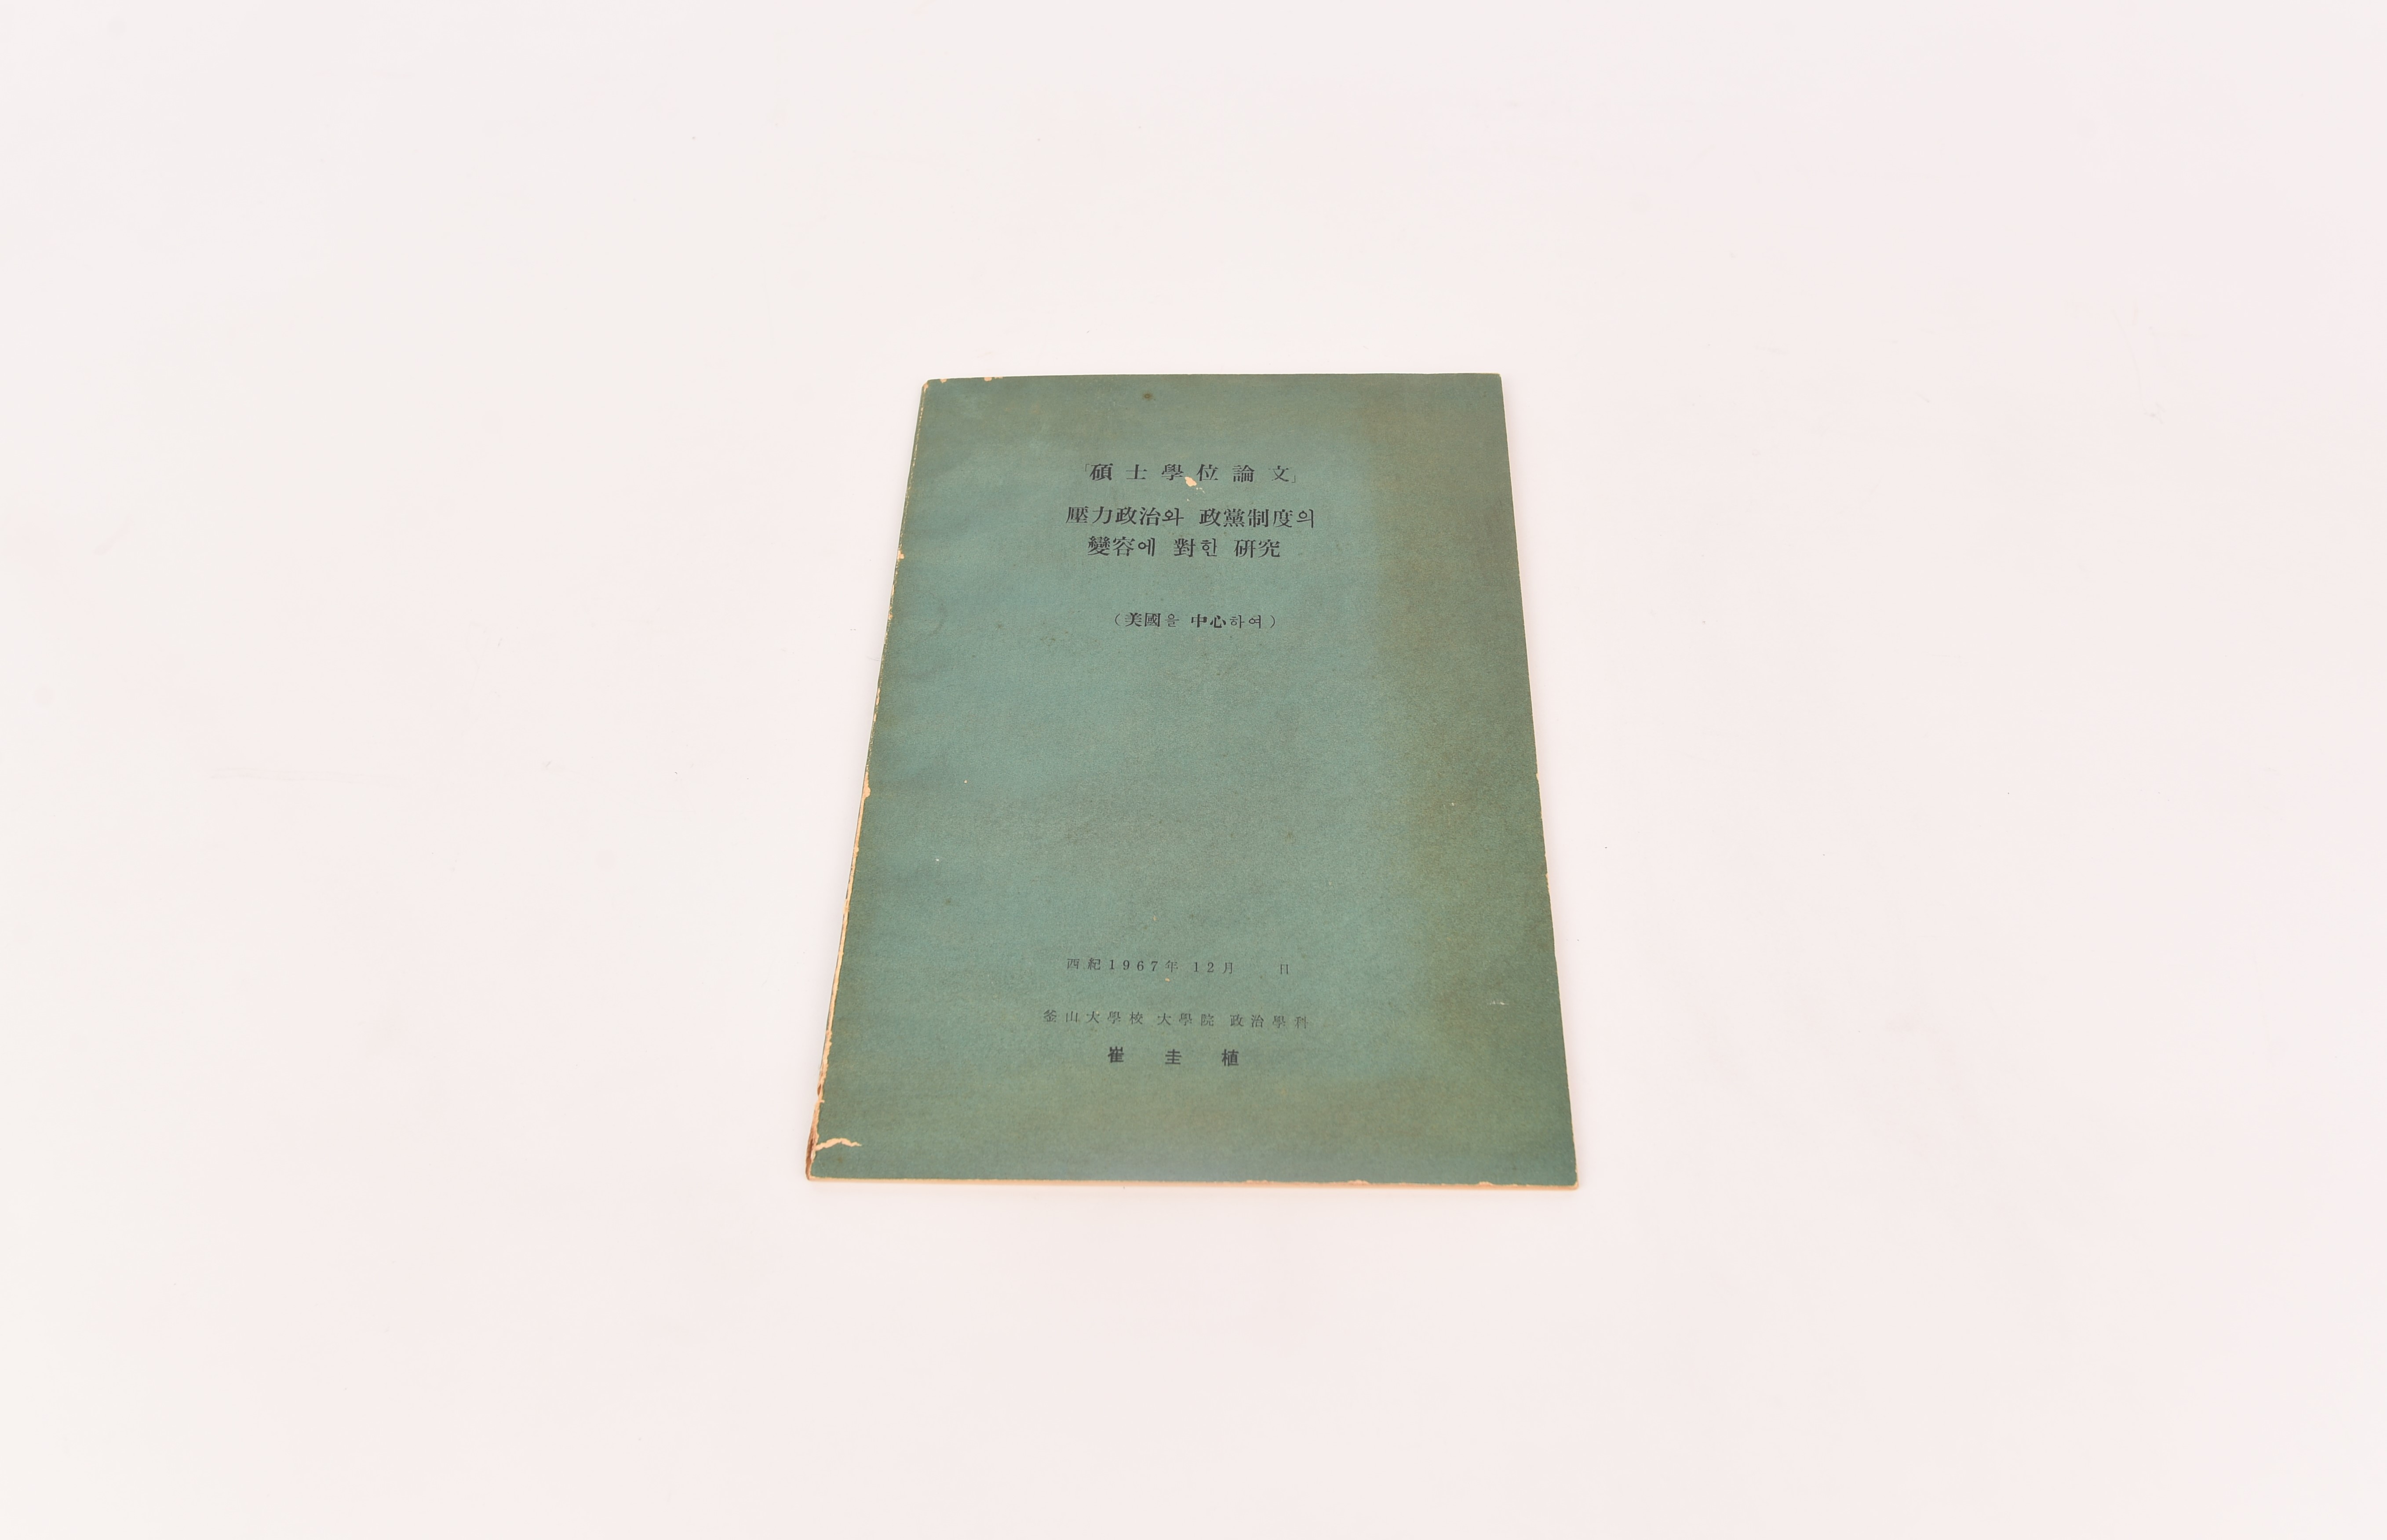 「碩士學位論文」
壓力政治와 政黨制度의
變容에 對한 硏究
(美國을 中心하여)
西紀1967年 12月 日
釜山大學校 大學院 政治學科
崔圭植